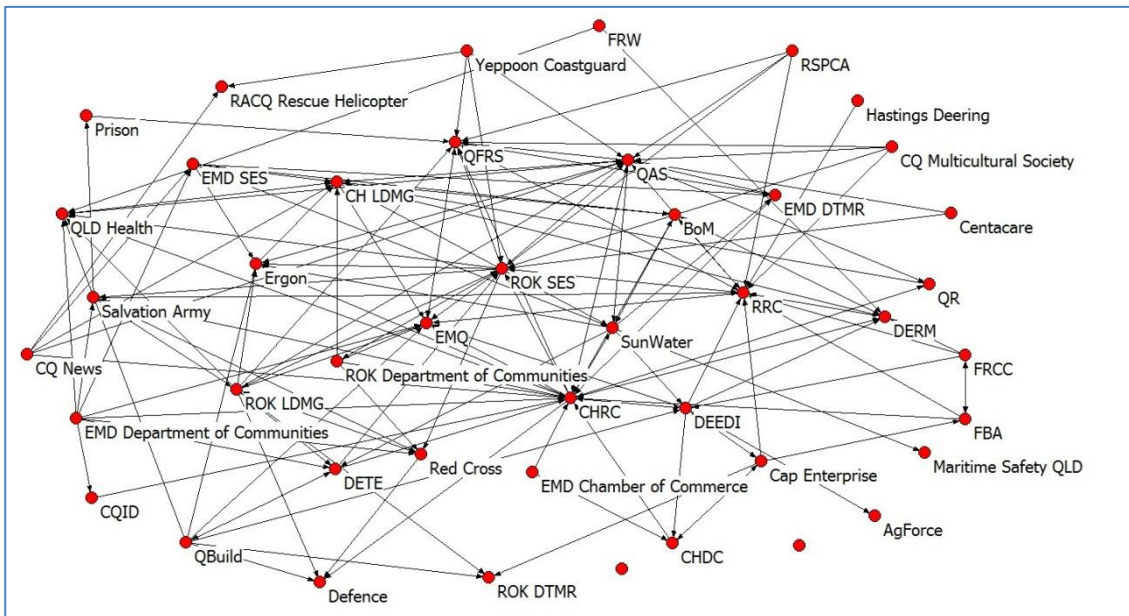 FRW
Yeppoon Coastguard
RSPCA
RACQ Rescue Helicopter
Hastings Deering
Prison
QFRS
CQ Multicultural Society
QAS
EMD SES
CH LDMG
EMD DTMR
QLD Health
BoM
Centacare
Ergon
ROK SES
QR
Salvation Army
RRC
EMQ
SunWater
DERM
CQ News
ROK Department of Communities
FRCC
ROK LDMG
CHRC
DEEDI
EMD Department of Communities
FBA
Red Cross
Maritime Safety QLD
DETE
EMD Chamber of Commerce
Cap Enterprise
CQID
AgForce
QBuild
CHDC
Defence
ROK DTMR